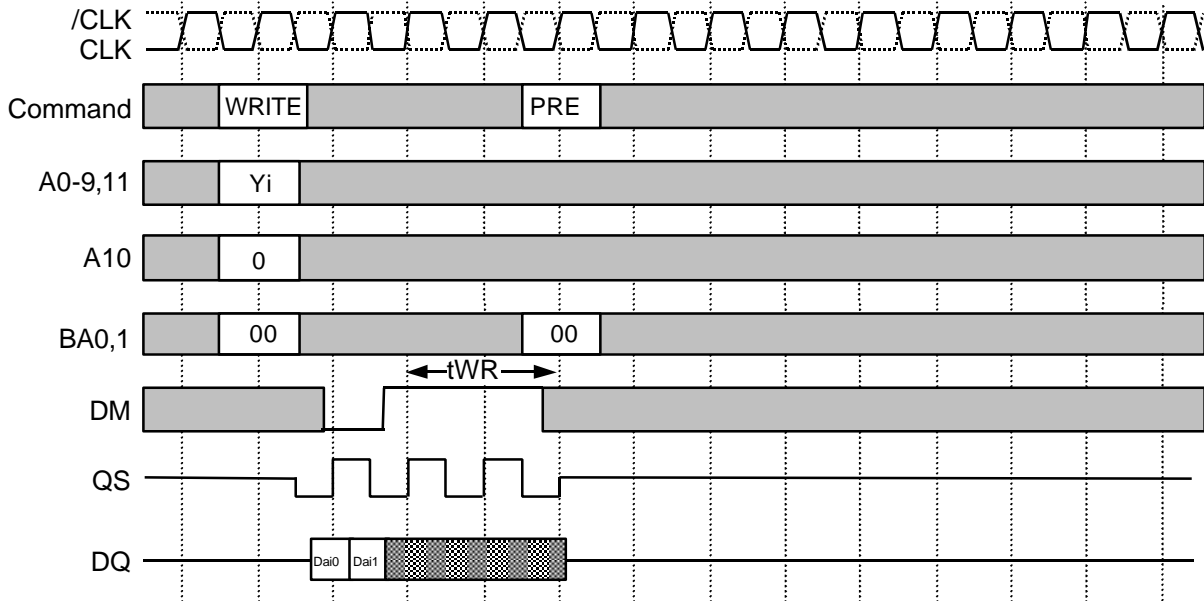 /CLK
CLK
Command WRITE PRE
A0-9,11 Yi
A10 0
BA0,1 00 00
tWR
DM
QS
DQ Dai0 Dai1